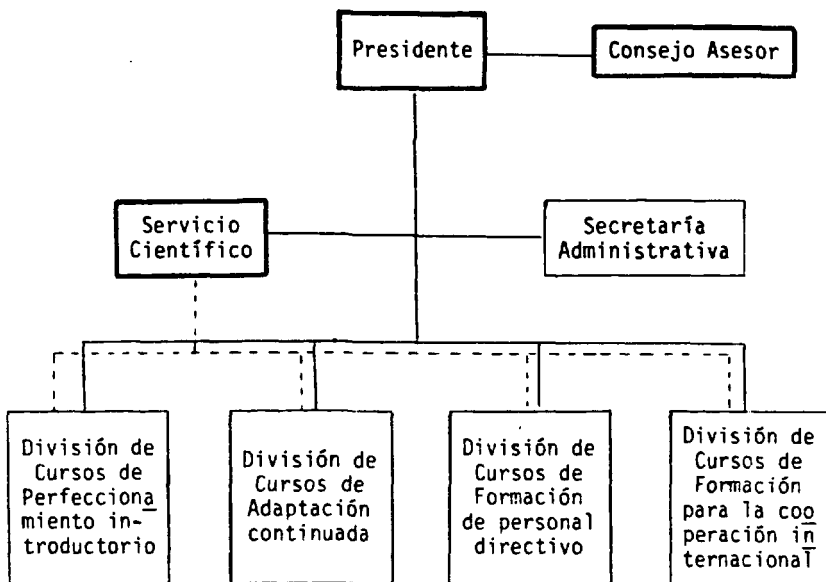 Presidente
Consejo Asesor
Servicio
Científico
Secretaría
Administrativa
División de
Cursos de
Perfecciona
miento in-
troductorio
División de
Cursos de
Adaptación
continuada
División de
Cursos de
Formación
de personal
directivo
División de
Cursos de
Formación
para la coo
peración in
ternacional